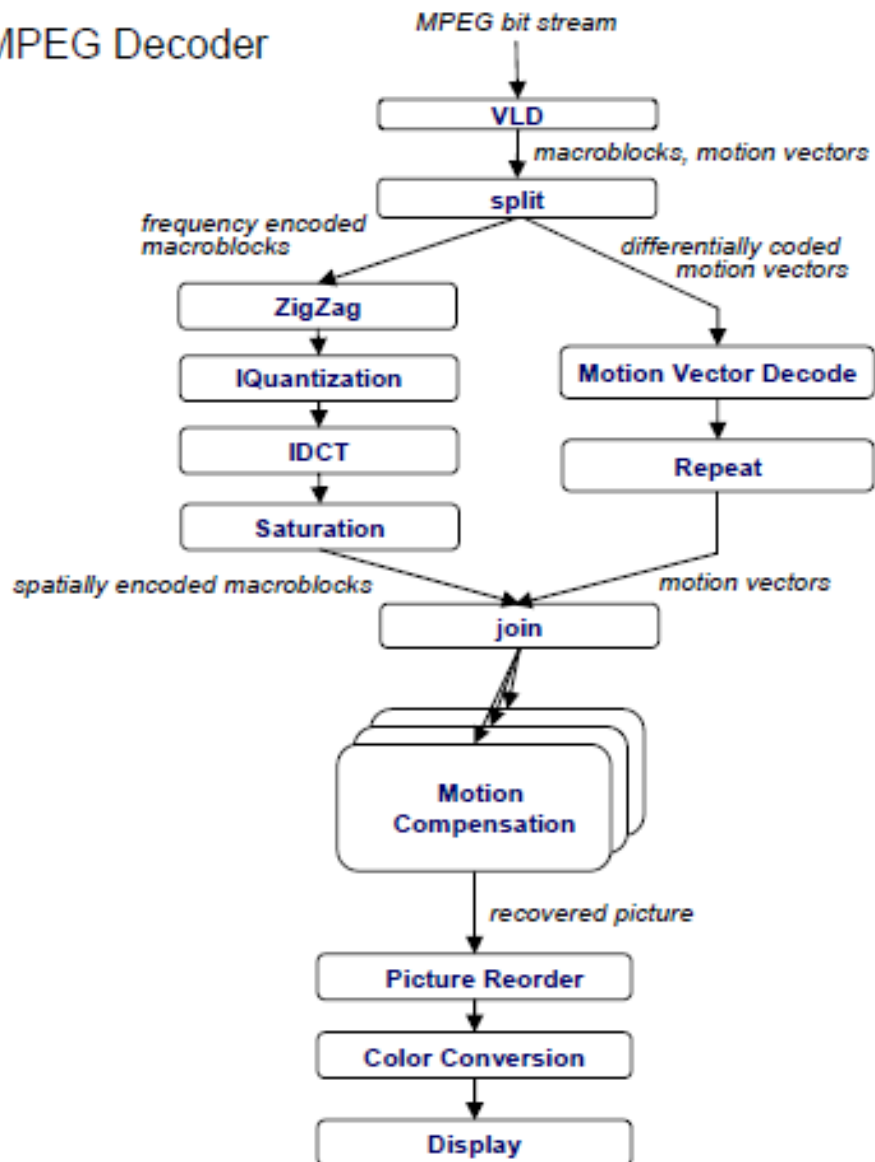 MPEG Decoder
MPEG bit stream
VLD
macroblocks, motion vectors
split
frequency encoded
macroblocks
differentially coded
motion vectors
ZigZag
IQuantization
Motion Vector Decode
IDCT
Repeat
Saturation
spatially encoded macroblocks
motion vectors
join
Motion
Compensation
recovered picture
Picture Reorder
Color Conversion
Display